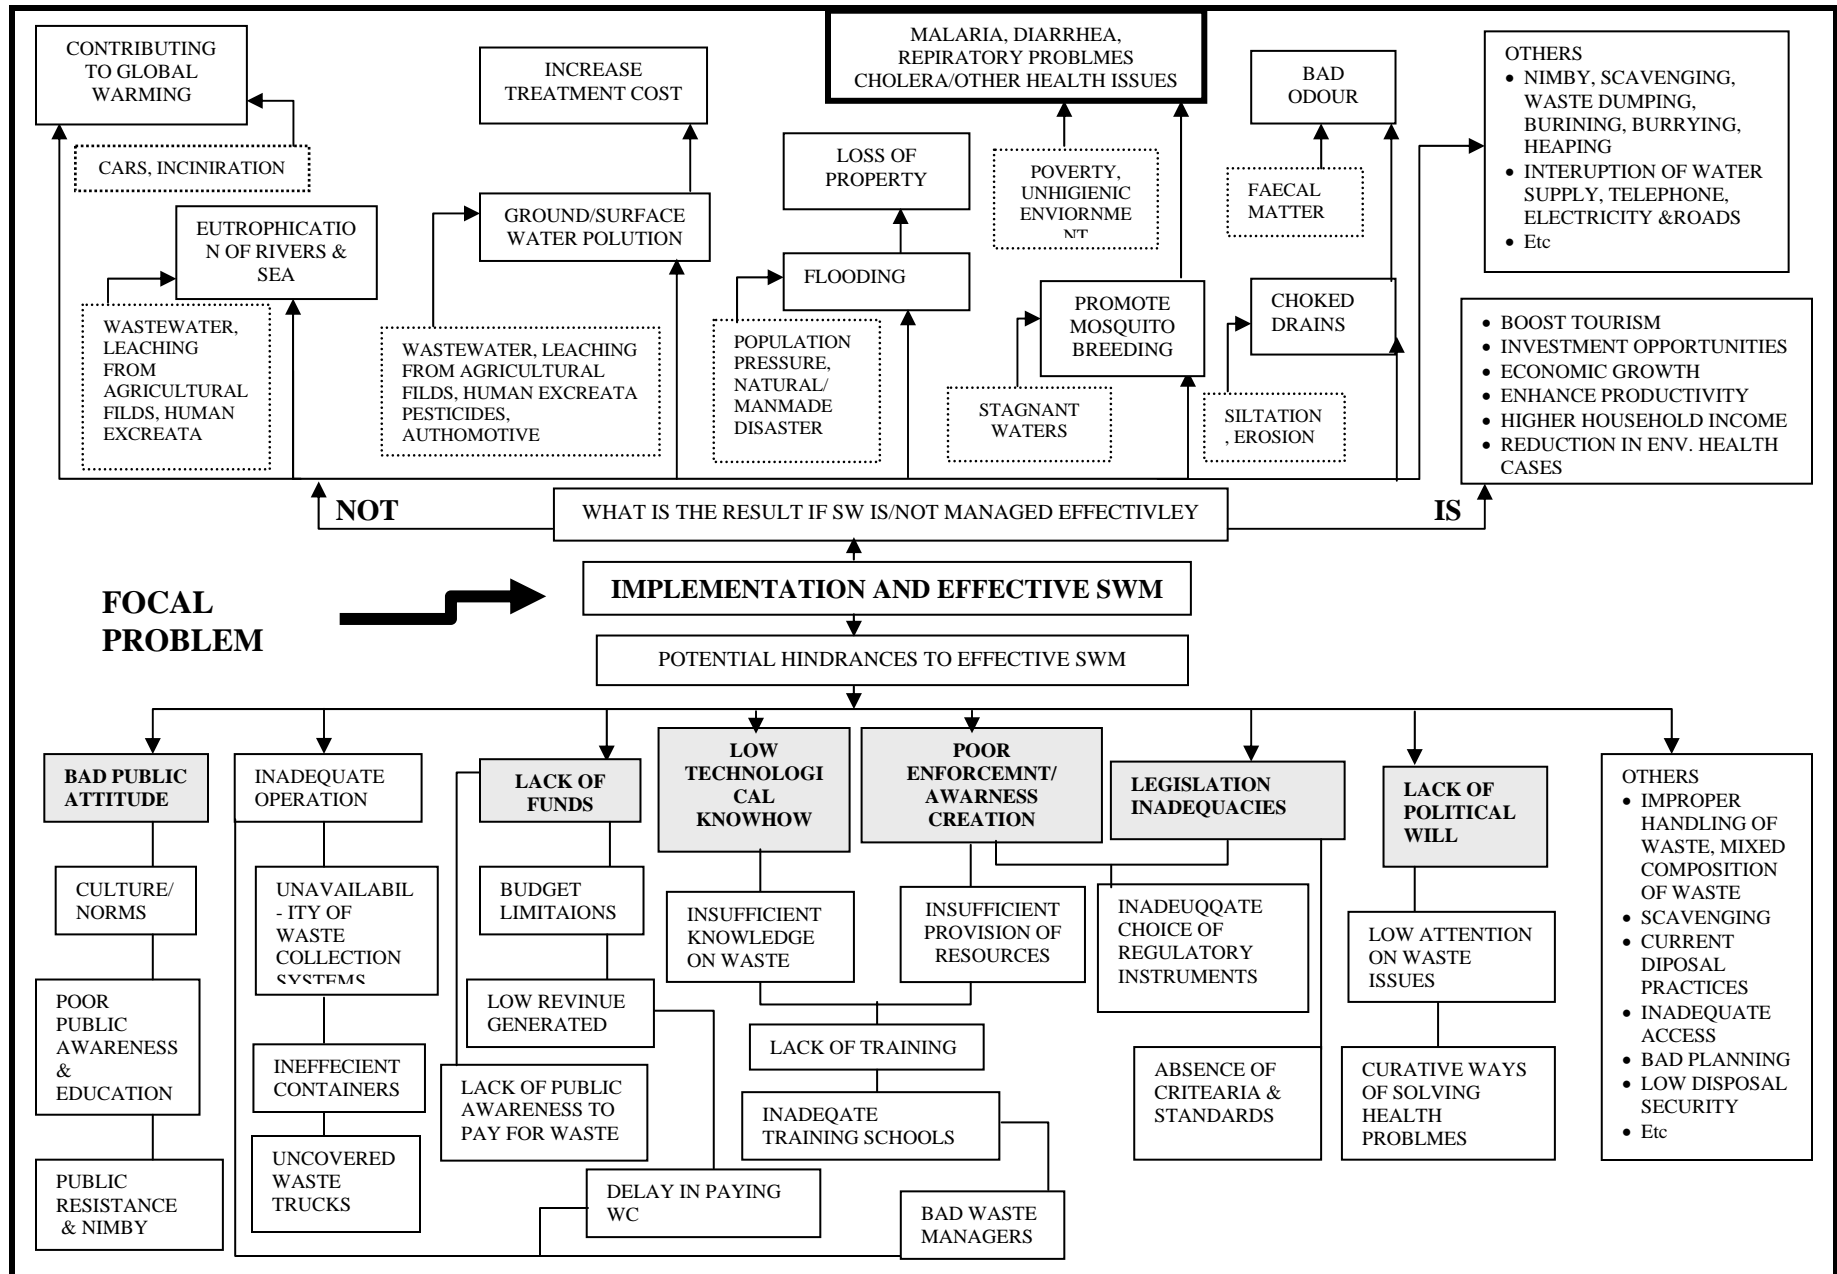 CONTRIBUTING
TO GLOBAL
WARMING
INCREASE
TREATMENT COST
MALARIA, DIARRHEA,
REPIRATORY PROBLMES
CHOLERA/OTHER HEALTH ISSUES
BAD
ODOUR
OTHERS
• NIMBY, SCAVENGING,
WASTE DUMPING,
BURINING, BURRYING,
HEAPING
• INTERUPTION OF WATER
SUPPLY, TELEPHONE,
ELECTRICITY &ROADS
• Etc
CARS, INCINIRATION
LOSS OF
PROPERTY
POVERTY,
UNHIGIENIC
ENVIORNME
NT
FAECAL
MATTER
EUTROPHICATIO
N OF RIVERS &
SEA
GROUND/SURFACE
WATER POLUTION
FLOODING
PROMOTE
MOSQUITO
BREEDING
CHOKED
DRAINS
WASTEWATER,
LEACHING
FROM
AGRICULTURAL
FILDS, HUMAN
EXCREATA
WASTEWATER, LEACHING
FROM AGRICULTURAL
FILDS, HUMAN EXCREATA
PESTICIDES,
AUTHOMOTIVE
POPULATION
PRESSURE,
NATURAL/
MANMADE
DISASTER
STAGNANT
WATERS
SILTATION
, EROSION
• BOOST TOURISM
• INVESTMENT OPPORTUNITIES
• ECONOMIC GROWTH
• ENHANCE PRODUCTIVITY
• HIGHER HOUSEHOLD INCOME
• REDUCTION IN ENV. HEALTH
CASES
NOT
WHAT IS THE RESULT IF SW IS/NOT MANAGED EFFECTIVLEY
IS
FOCAL
PROBLEM
IMPLEMENTATION AND EFFECTIVE SWM
POTENTIAL HINDRANCES TO EFFECTIVE SWM
BAD PUBLIC
ATTITUDE
INADEQUATE
OPERATION
LACK OF
FUNDS
LOW
TECHNOLOGI
CAL
KNOWHOW
POOR
ENFORCEMNT/
AWARNESS
CREATION
LEGISLATION
INADEQUACIES
LACK OF
POLITICAL
WILL
OTHERS
• IMPROPER
HANDLING OF
WASTE, MIXED
COMPOSITION
OF WASTE
• SCAVENGING
• CURRENT
DIPOSAL
PRACTICES
• INADEQUATE
ACCESS
• BAD PLANNING
• LOW DISPOSAL
SECURITY
• Etc
CULTURE/
NORMS
UNAVAILABIL
- ITY OF
WASTE
COLLECTION
SYSTEMS
BUDGET
LIMITAIONS
INSUFFICIENT
KNOWLEDGE
ON WASTE
INSUFFICIENT
PROVISION OF
RESOURCES
INADEUQQATE
CHOICE OF
REGULATORY
INSTRUMENTS
LOW ATTENTION
ON WASTE
ISSUES
POOR
PUBLIC
AWARENESS
&
EDUCATION
LOW REVINUE
GENERATED
LACK OF TRAINING
INEFFECIENT
CONTAINERS
LACK OF PUBLIC
AWARENESS TO
PAY FOR WASTE
INADEQATE
TRAINING SCHOOLS
ABSENCE OF
CRITEARIA &
STANDARDS
CURATIVE WAYS
OF SOLVING
HEALTH
PROBLMES
PUBLIC
RESISTANCE
& NIMBY
UNCOVERED
WASTE
TRUCKS
DELAY IN PAYING
WC
BAD WASTE
MANAGERS